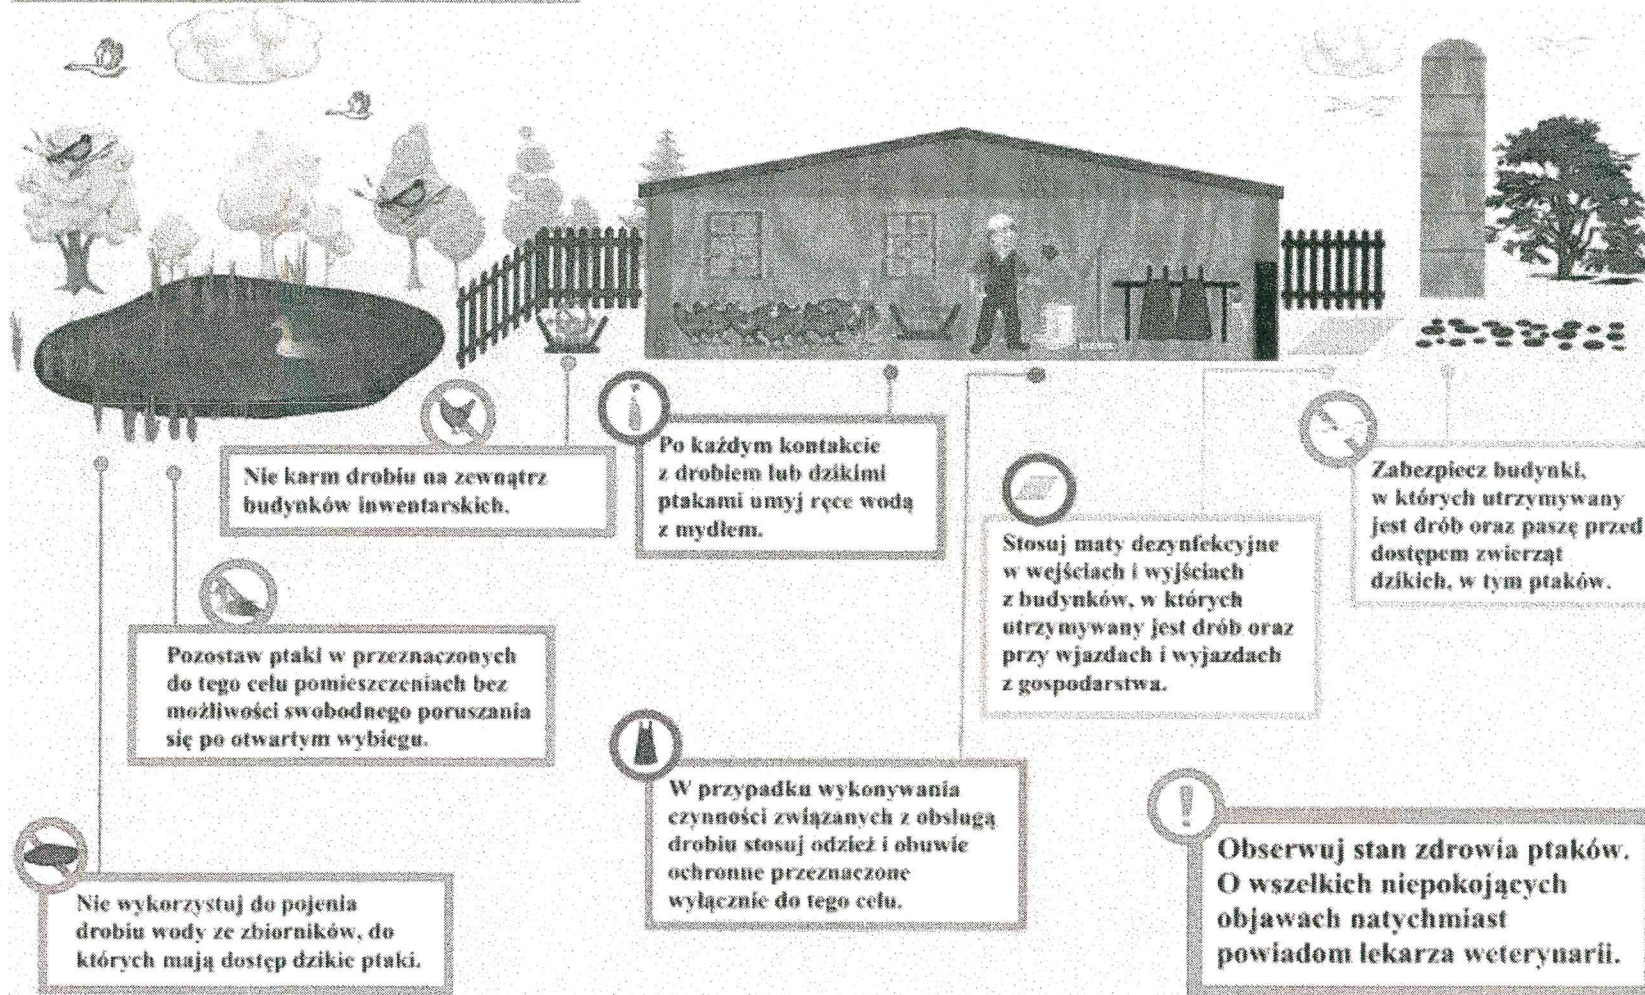 Nie karm drobiu na zewnątrz
budynków inwentarskich.
Po każdym kontakcie
z drobiem lub dzikimi
ptakami umyj ręce wodą
z mydłem.
Zabezpiecz budynki,
w których utrzymywany
jest drób oraz paszę przed
dostępem zwierząt
dzikich, w tym ptaków.
Stosuj maty dezynfekcyjne
w wejściach i wyjściach
z budynków, w których
utrzymywany jest drób oraz
przy wjazdach i wyjazdach
z gospodarstwa.
Pozostaw ptaki w przeznaczonych
do tego celu pomieszczeniach bez
możliwości swobodnego poruszania
się po otwartym wybiegu.
W przypadku wykonywania
czynności związanych z obsługą
drobiu stosuj odzież i obuwie
ochronne przeznaczone
wyłącznie do tego celu.
Nie wykorzystuj do pojenia
drobiu wody ze zbiorników, do
których mają dostęp dzikie ptaki.
Obserwuj stan zdrowia ptaków.
O wszelkich niepokojących
objawach natychmiast
powiadom lekarza weterynarii.